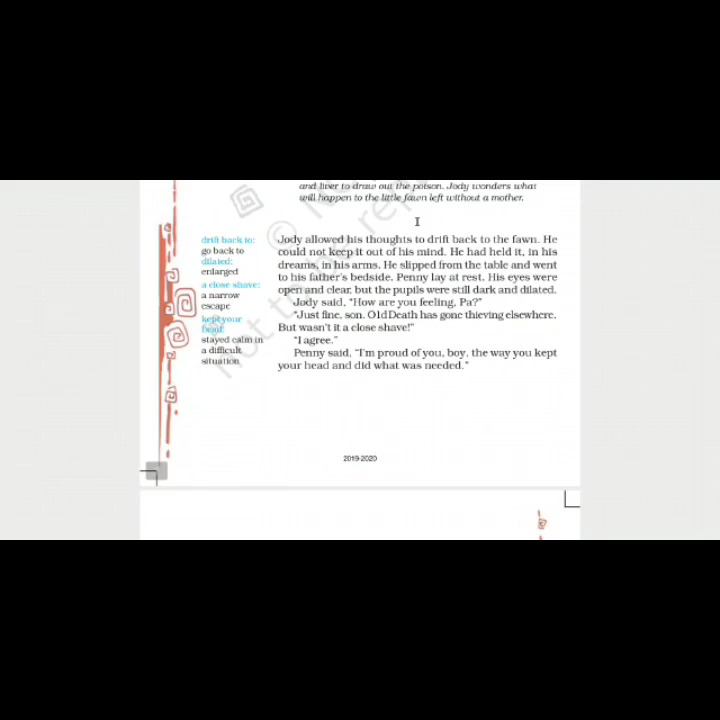 and liver to draw out the poison. Jody wonders what
will happen to the little fawn left without a mother.
I
drift back to:
go back to
dilated:
enlarged
a close shave:
a narrow
escape
kept your
head:
stayed calm in
a difficult
situation
Jody allowed his thoughts to drift back to the fawn. He
could not keep it out of his mind. He had held it, in his
dreams, in his arms. He slipped from the table and went
to his father's bedside. Penny lay at rest. His eyes were
open and clear, but the pupils were still dark and dilated.
Jody said, “How are you feeling, Pa?”
“Just fine, son. Old Death has gone thieving elsewhere.
But wasn't it a close shave!”
“I agree.”
Penny said, “I'm proud of you, boy, the way you kept
your head and did what was needed.”
2019-2020
©
not to be rep